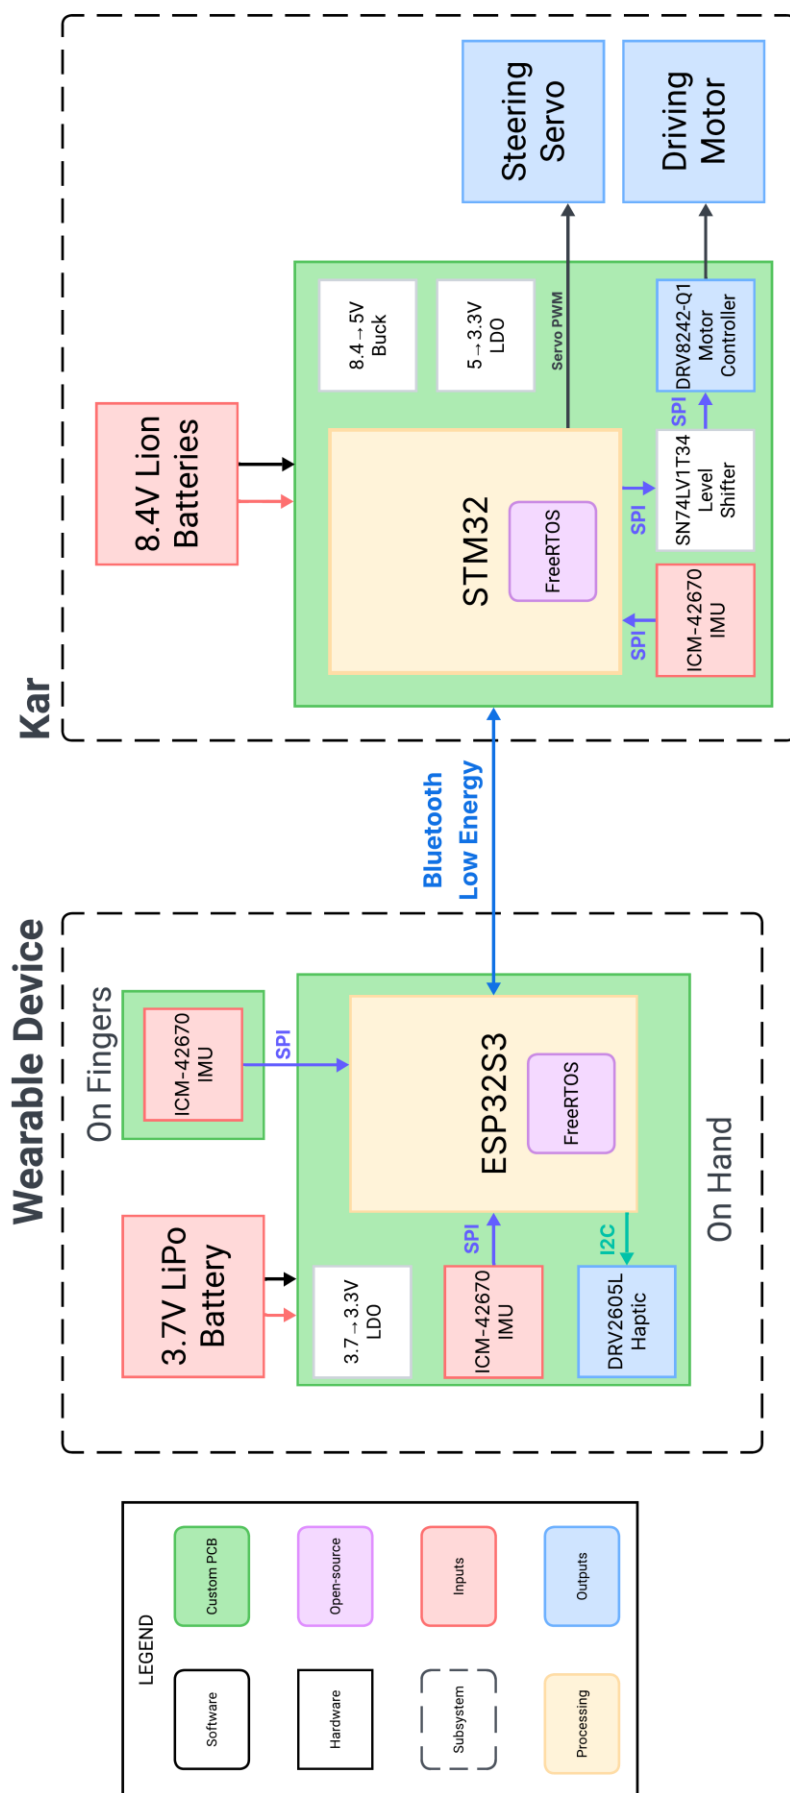 Wearable Device
On Fingers
3.7V LiPo
Battery
ICM-42670
IMU
SPI
3.7→3.3V
LDO
ICM-42670
IMU
SPI
ESP32S3
FreeRTOS
DRV2605L
Haptic
I2C
On Hand
Bluetooth
Low Energy
Kar
8.4V Lion
Batteries
STM32
FreeRTOS
8.4→5V
Buck
5→3.3V
LDO
Servo PWM
Steering
Servo
SPI
ICM-42670
IMU
SPI
SN74LV1T34
Level
Shifter
SPI
DRV8242-Q1
Motor
Controller
Driving
Motor
LEGEND
Software
Custom PCB
Hardware
Open-source
Subsystem
Inputs
Processing
Outputs